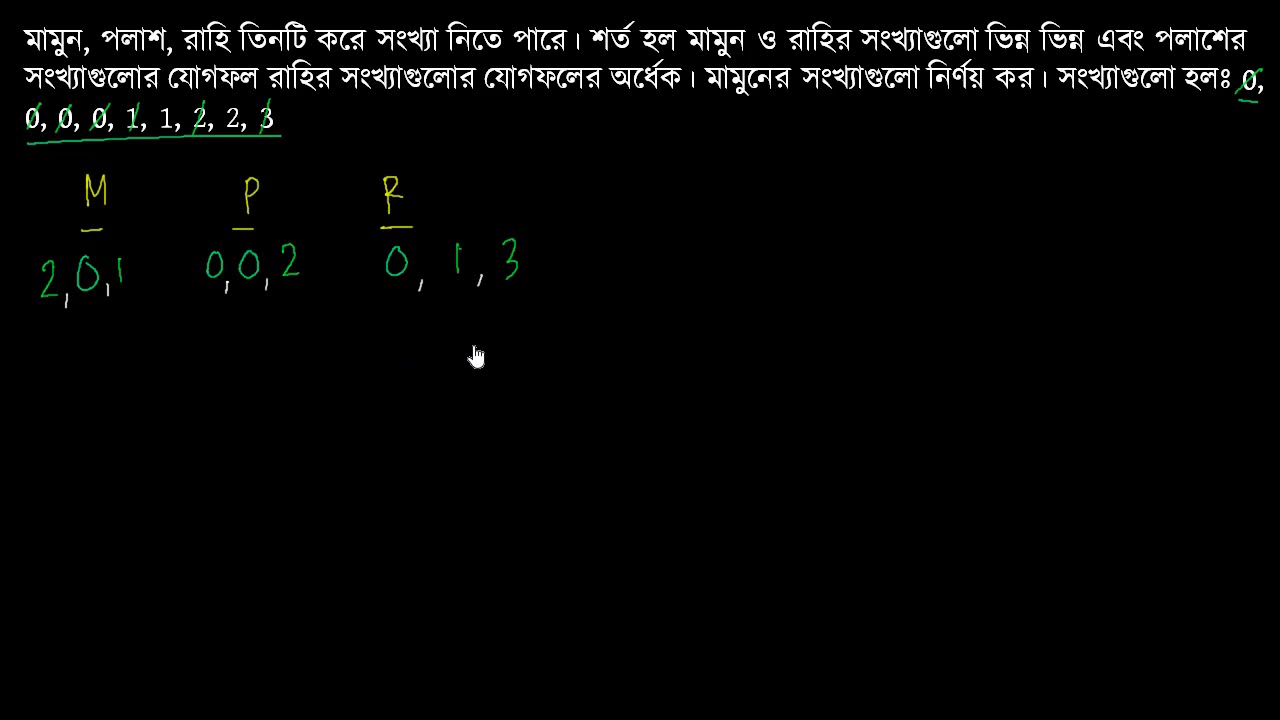 মামুন, পলাশ, রাহি তিনটি করে সংখ্যা নিতে পারে। শর্ত হল মামুন ও রাহির সংখ্যাগুলো ভিন্ন ভিন্ন এবং পলাশের
সংখ্যাগুলোর যোগফল রাহির সংখ্যাগুলোর যোগফলের অর্ধেক। মামুনের সংখ্যাগুলো নির্ণয় কর। সংখ্যাগুলো হলঃ 0,
0, 0, 0, 1, 1, 2, 2, 3
M P R
2,0,1 0,0,2 0, 1, 3